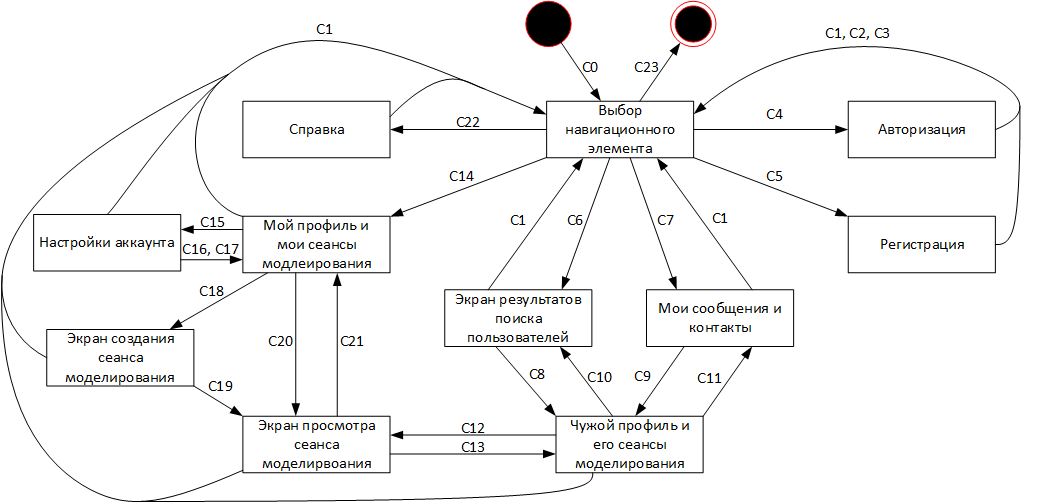 C1
C0
C23
C1, C2, C3
Справка
C22
Выбор
навигационного
элемента
C4
Авторизация
C14
C5
C15
Настройки аккаунта
C16, C17
Мой профиль и
мои сеансы
модлеирования
C1
C6
C7
C1
Регистрация
C18
Экран результатов
поиска
пользователей
Мои сообщения и
контакты
Экран создания
сеанса
моделирования
C20
C21
C19
C8
C10
C9
C11
Экран просмотра
сеанса
моделирвоания
C12
C13
Чужой профиль и
его сеансы
моделирования